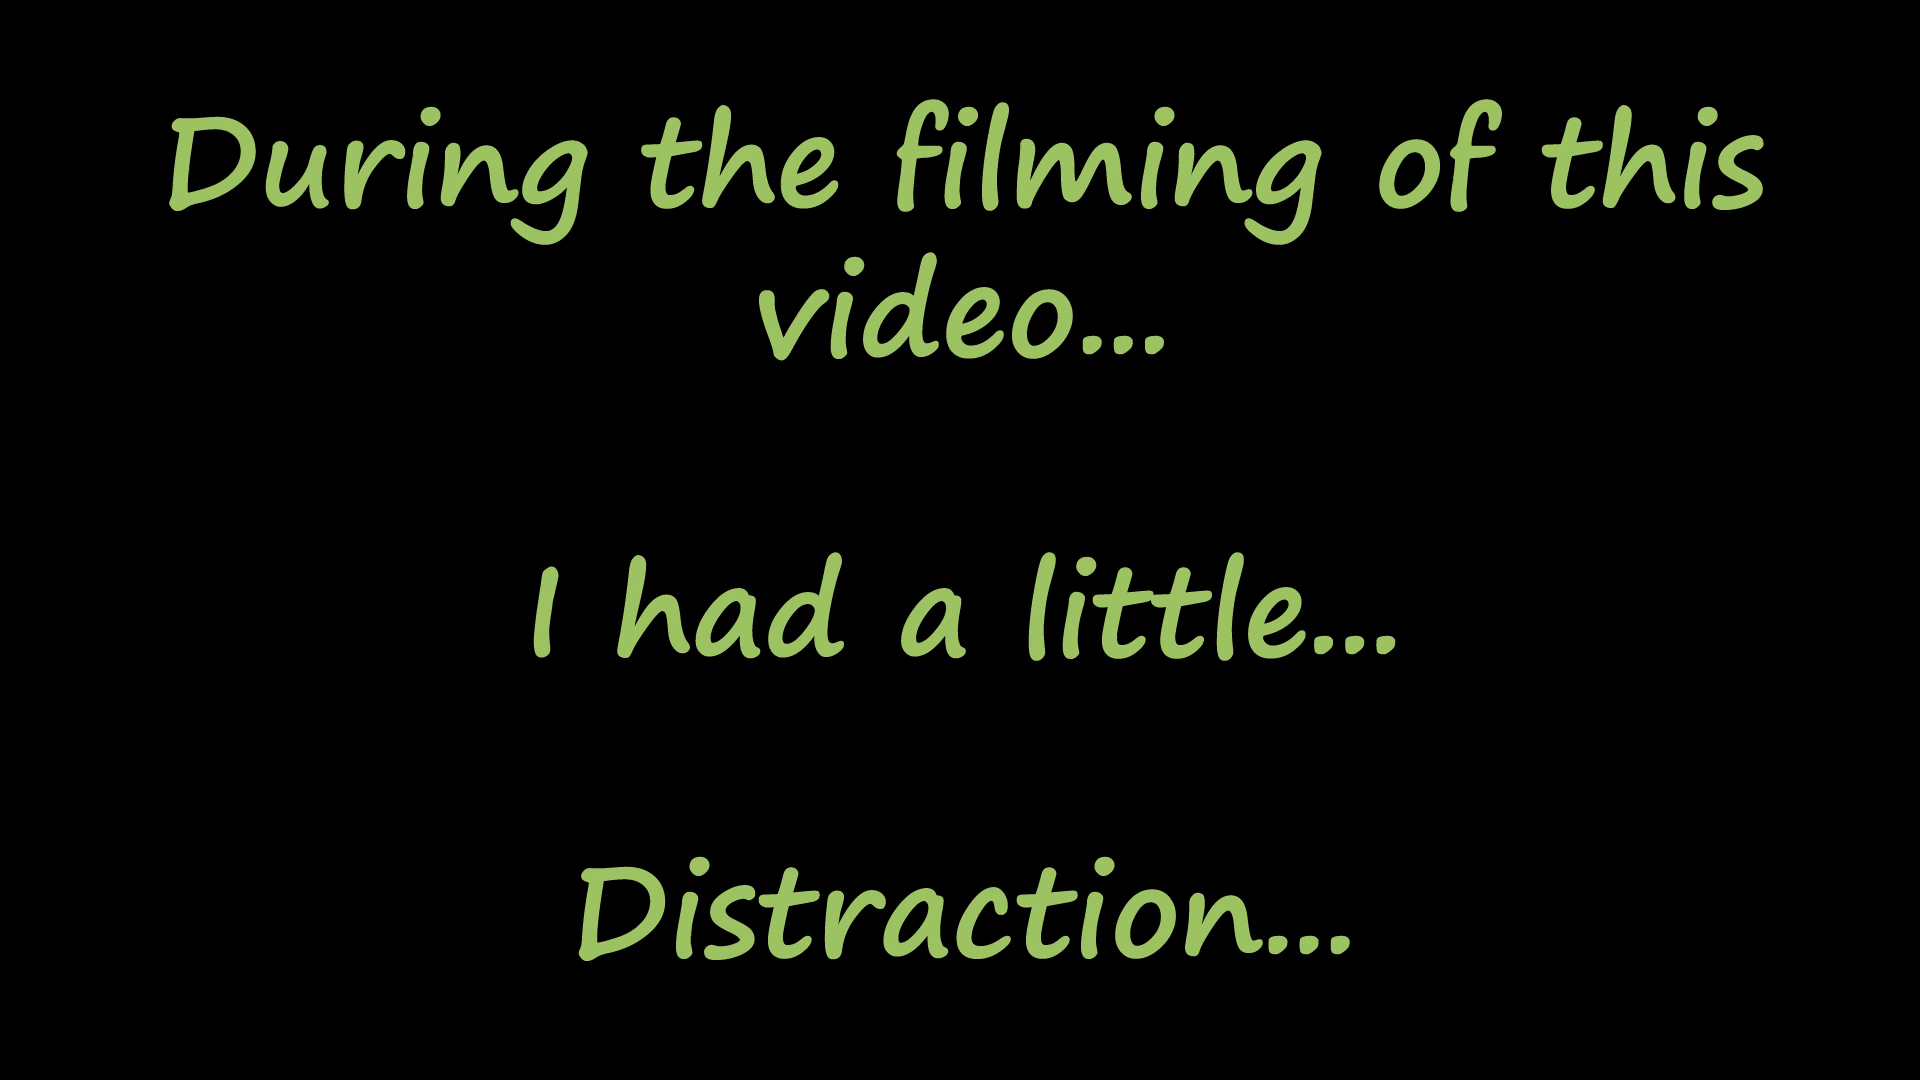 During the filming of this
video...
I had a little...
Distraction...